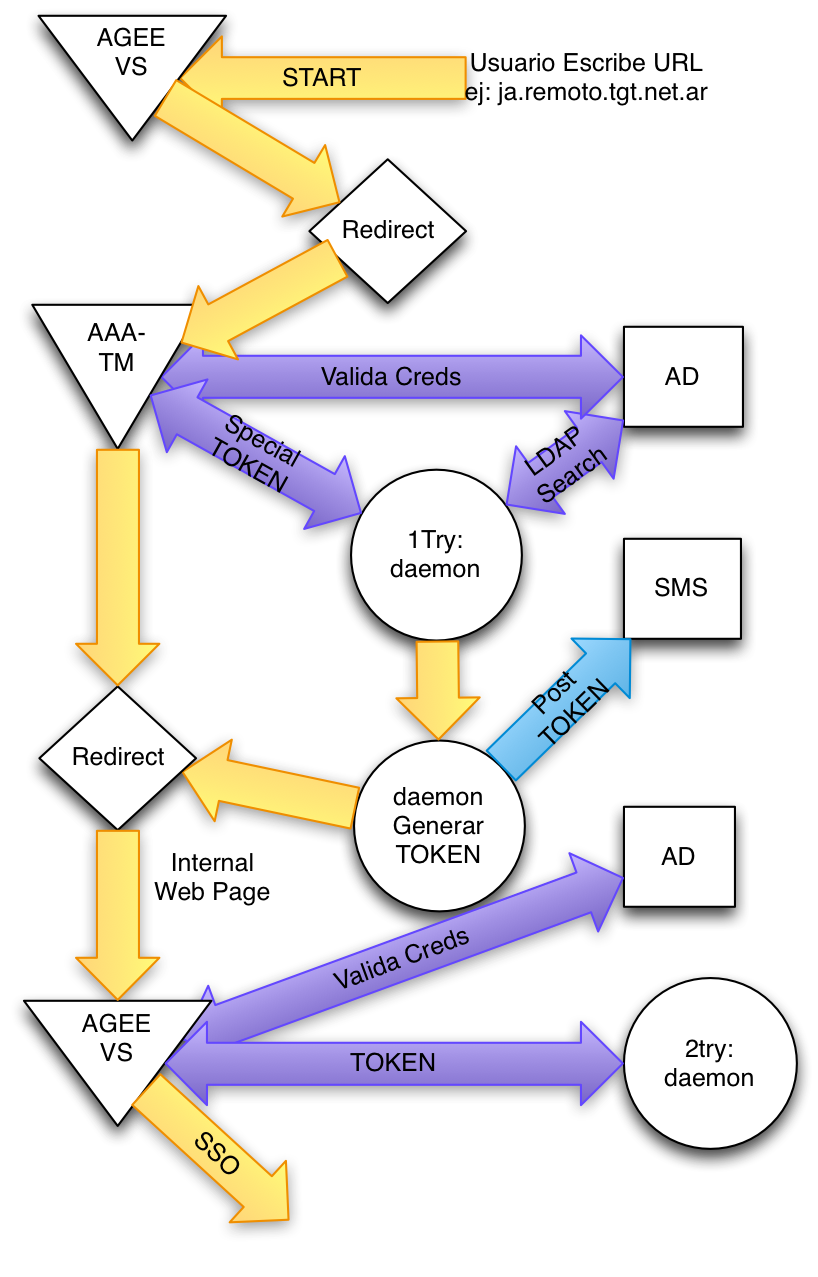 AGEE
VS
START
Usuario Escribe URL
ej: ja.remoto.tgt.net.ar
Redirect
AAA-
TM
Valida Creds
AD
Special
TOKEN
LDAP
Search
1Try:
daemon
SMS
Post
TOKEN
Redirect
daemon
Generar
TOKEN
Internal
Web Page
AD
Valida Creds
AGEE
VS
TOKEN
2try:
daemon
SSO